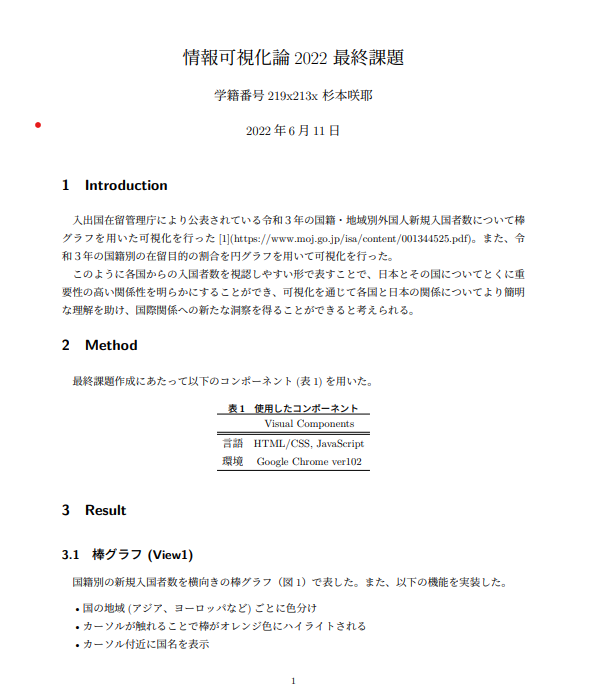 情報可視化論 2022 最終課題
学籍番号 219x213x 杉本咲耶
2022 年 6 月 11 日
1 Introduction
入出国在留管理庁により公表されている令和 3 年の国籍・地域別外国人新規入国者数について棒
グラフを用いた可視化を行った [1](https://www.moj.go.jp/isa/content/001344525.pdf)。また、令
和 3 年の国籍別の在留目的の割合を円グラフを用いて可視化を行った。
このように各国からの入国者数を視認しやすい形で表すことで、日本とその国についてとくに重
要性の高い関係性を明らかにすることができ、可視化を通じて各国と日本の関係についてより簡明
な理解を助け、国際関係への新たな洞察を得ることができると考えられる。
2 Method
最終課題作成にあたって以下のコンポーネント (表 1) を用いた。
表 1 使用したコンポーネント
Visual Components
言語 HTML/CSS, JavaScript
環境 Google Chrome ver102
3 Result
3.1 棒グラフ (View1)
国籍別の新規入国者数を横向きの棒グラフ（図 1）で表した。また、以下の機能を実装した。
• 国の地域 (アジア、ヨーロッパなど) ごとに色分け
• カーソルが触れることで棒がオレンジ色にハイライトされる
• カーソル付近に国名を表示
1